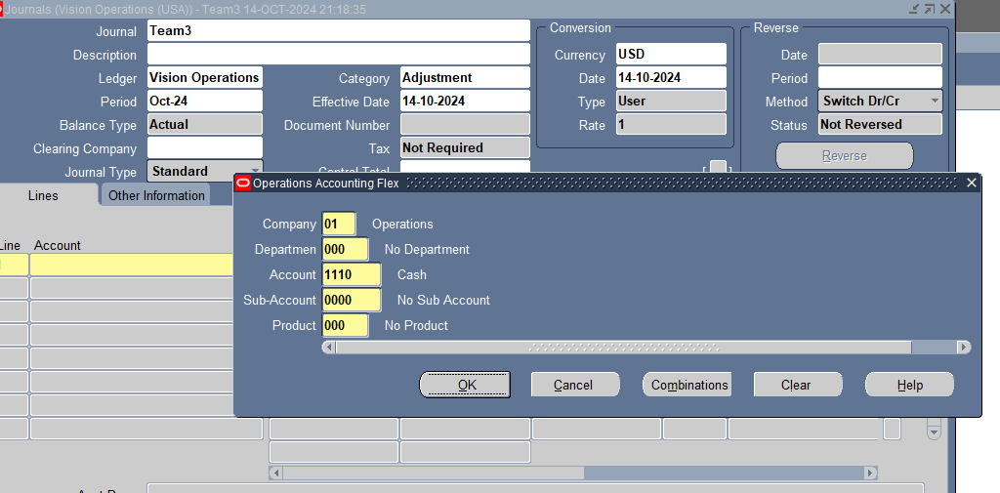 Journals (Vision Operations (USA)) - Team3 14-OCT-2024 21:18:35
Journal Team3
Description
Ledger Vision Operations Category Adjustment
Period Oct-24 Effective Date 14-10-2024
Balance Type Actual Document Number
Clearing Company Tax Not Required
Journal Type Standard Control Total
Conversion
Currency USD
Date 14-10-2024
Type User
Rate 1
[ ]
Reverse
Date
Period
Method Switch Dr/Cr
Status Not Reversed
Reverse
Lines Other Information
Line Account
Operations Accounting Flex
Company 01 Operations
Departmen 000 No Department
Account 1110 Cash
Sub-Account 0000 No Sub Account
Product 000 No Product
OK Cancel Combinations Clear Help